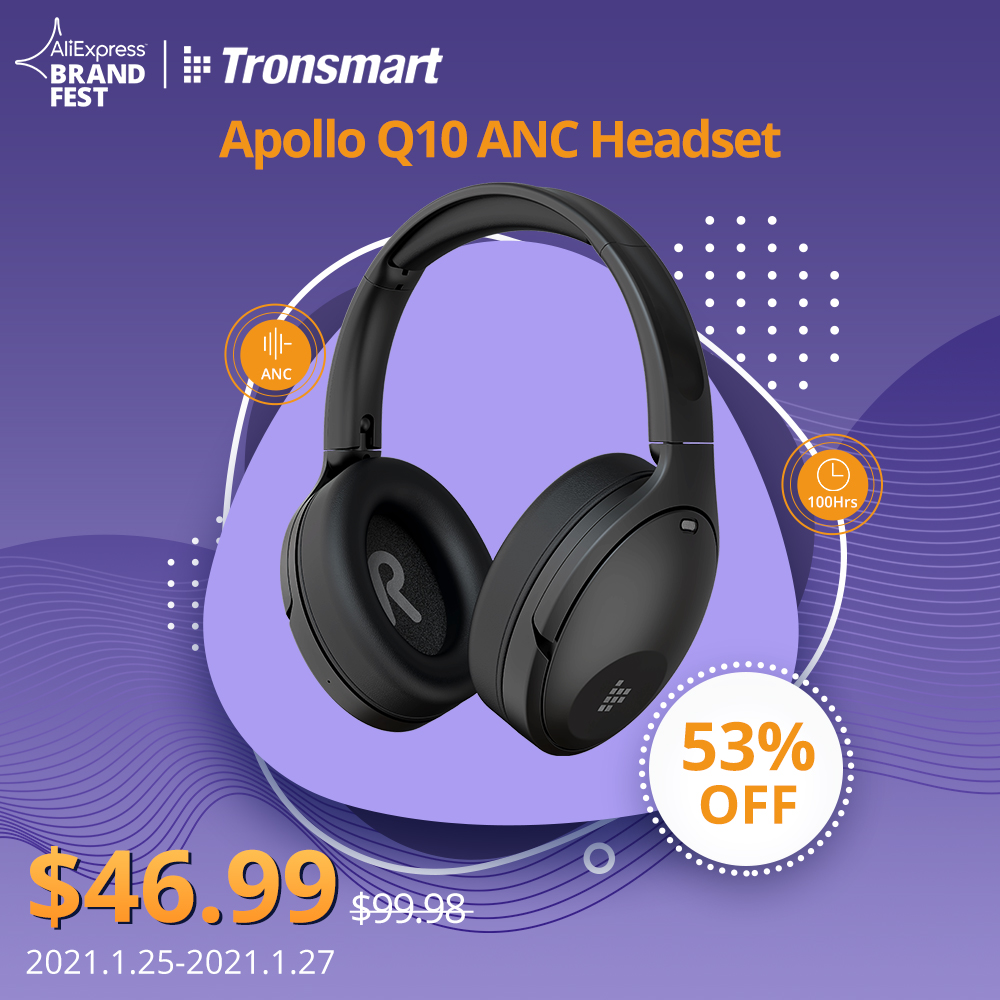 AliExpress
BRAND
FEST
Tronsmart
Apollo Q10 ANC Headset
ANC
100Hrs
R
53%
OFF
$46.99
$99.98
2021.1.25-2021.1.27